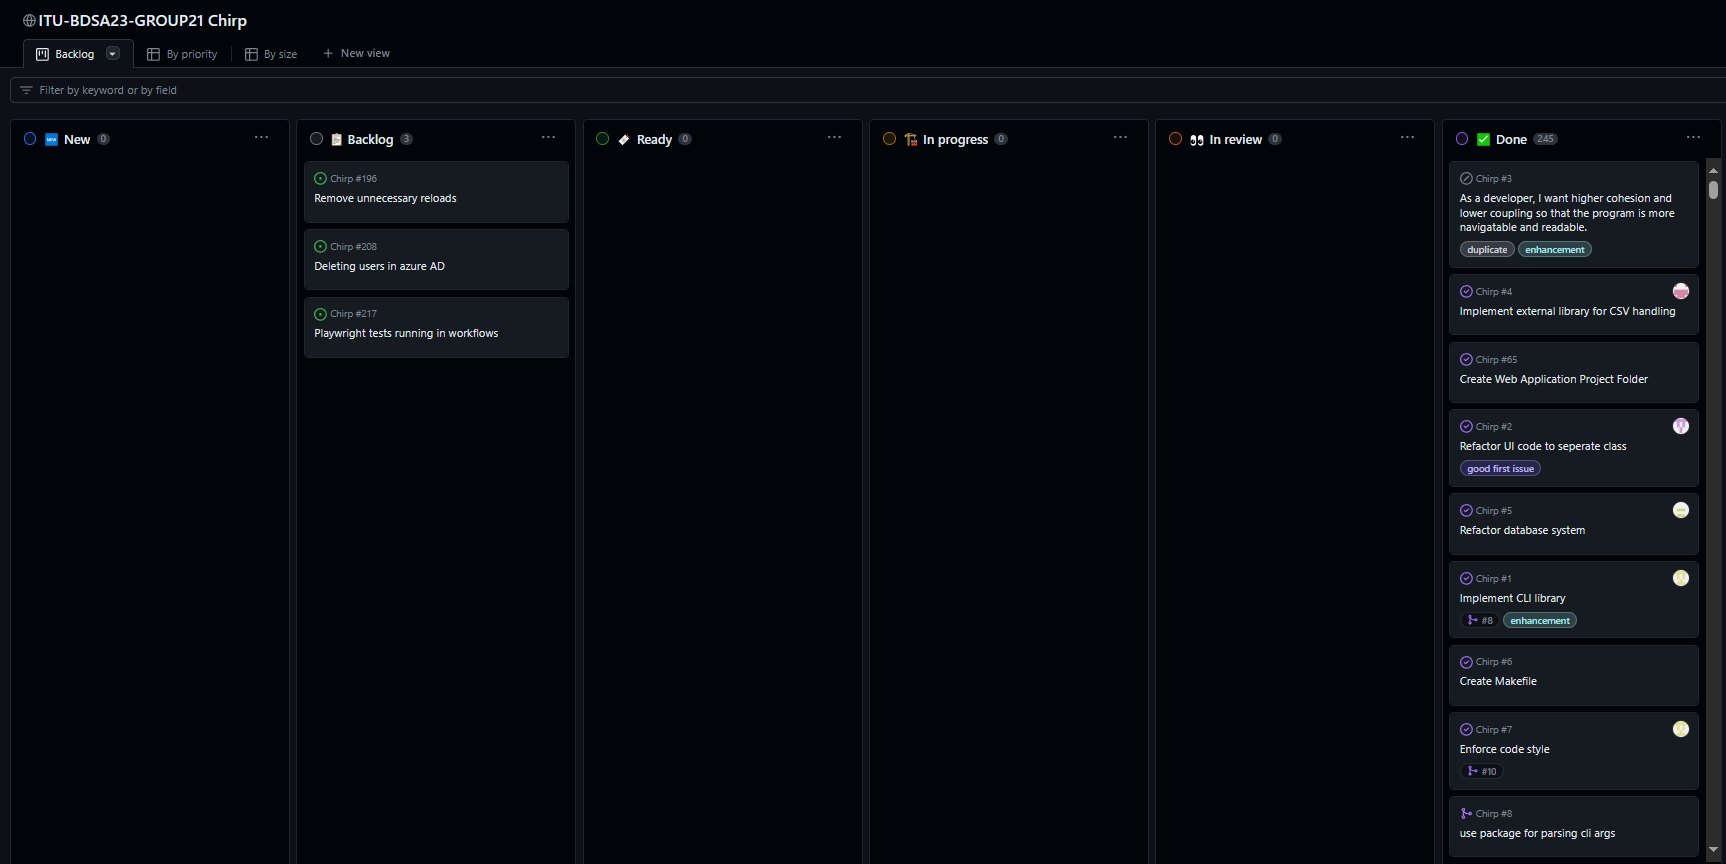 ITU-BDSA23-GROUP21 Chirp
Backlog
By priority
By size
New view
Filter by keyword or by field
New 0
Backlog 3
Chirp #196
Remove unnecessary reloads
Chirp #208
Deleting users in azure AD
Chirp #217
Playwright tests running in workflows
Ready 0
In progress 0
In review 0
Done 245
Chirp #3
As a developer, I want higher cohesion and
lower coupling so that the program is more
navigatable and readable.
duplicate enhancement
Chirp #4
Implement external library for CSV handling
Chirp #65
Create Web Application Project Folder
Chirp #2
Refactor UI code to seperate class
good first issue
Chirp #5
Refactor database system
Chirp #1
Implement CLI library
#8 enhancement
Chirp #6
Create Makefile
Chirp #7
Enforce code style
#10
Chirp #8
use package for parsing cli args